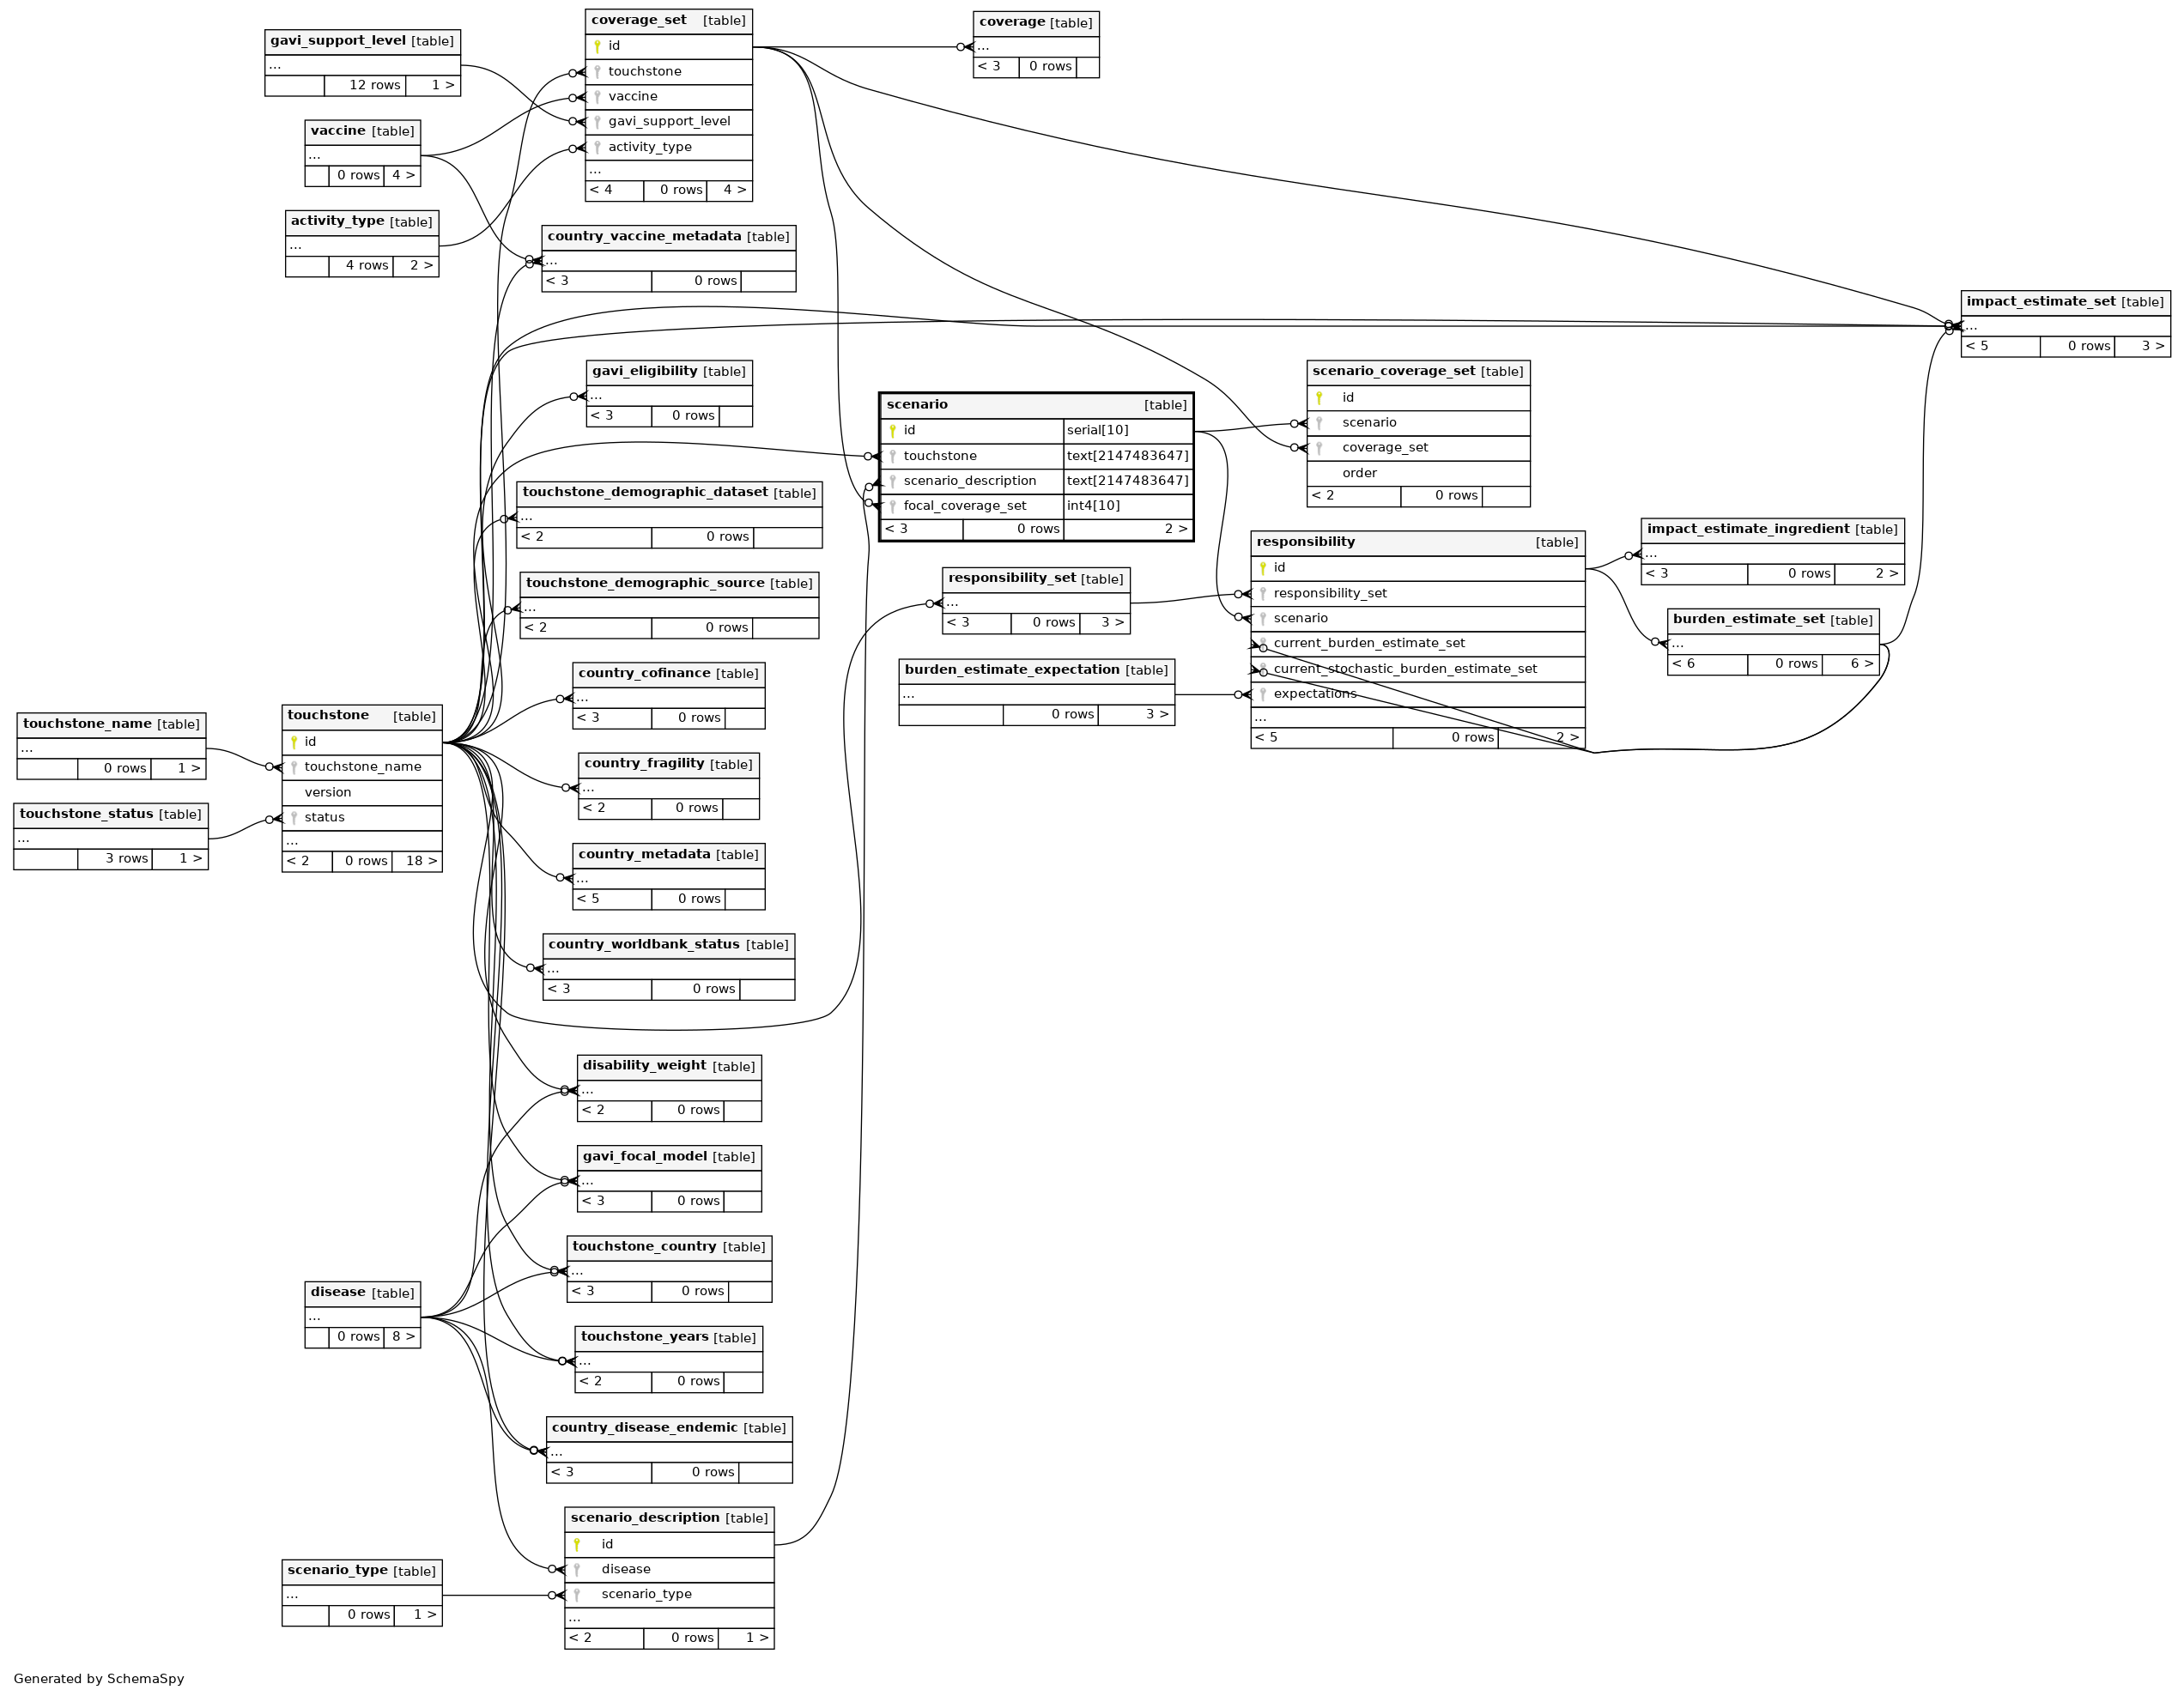 coverage_set [table]
id
touchstone
vaccine
gavi_support_level
activity_type
...
< 4 0 rows 4 >
coverage [table]
...
< 3 0 rows
gavi_support_level [table]
...
12 rows 1 >
vaccine [table]
...
0 rows 4 >
activity_type [table]
...
4 rows 2 >
country_vaccine_metadata [table]
...
< 3 0 rows
impact_estimate_set [table]
...
< 5 0 rows 3 >
gavi_eligibility [table]
...
< 3 0 rows
scenario [table]
id serial[10]
touchstone text[2147483647]
scenario_description text[2147483647]
focal_coverage_set int4[10]
< 3 0 rows 2 >
scenario_coverage_set [table]
id
scenario
coverage_set
order
< 2 0 rows
touchstone_demographic_dataset [table]
...
< 2 0 rows
touchstone_demographic_source [table]
...
< 2 0 rows
responsibility_set [table]
...
< 3 0 rows 3 >
responsibility [table]
id
responsibility_set
scenario
current_burden_estimate_set
current_stochastic_burden_estimate_set
expectations
...
< 5 0 rows 2 >
impact_estimate_ingredient [table]
...
< 3 0 rows 2 >
burden_estimate_set [table]
...
< 6 0 rows 6 >
burden_estimate_expectation [table]
...
0 rows 3 >
country_cofinance [table]
...
< 3 0 rows
touchstone_name [table]
...
0 rows 1 >
touchstone_status [table]
...
3 rows 1 >
touchstone [table]
id
touchstone_name
version
status
...
< 2 0 rows 18 >
country_fragility [table]
...
< 2 0 rows
country_metadata [table]
...
< 5 0 rows
country_worldbank_status [table]
...
< 3 0 rows
disability_weight [table]
...
< 2 0 rows
gavi_focal_model [table]
...
< 3 0 rows
touchstone_country [table]
...
< 3 0 rows
disease [table]
...
0 rows 8 >
touchstone_years [table]
...
< 2 0 rows
country_disease_endemic [table]
...
< 3 0 rows
scenario_description [table]
id
disease
scenario_type
...
< 2 0 rows 1 >
scenario_type [table]
...
0 rows 1 >
Generated by SchemaSpy